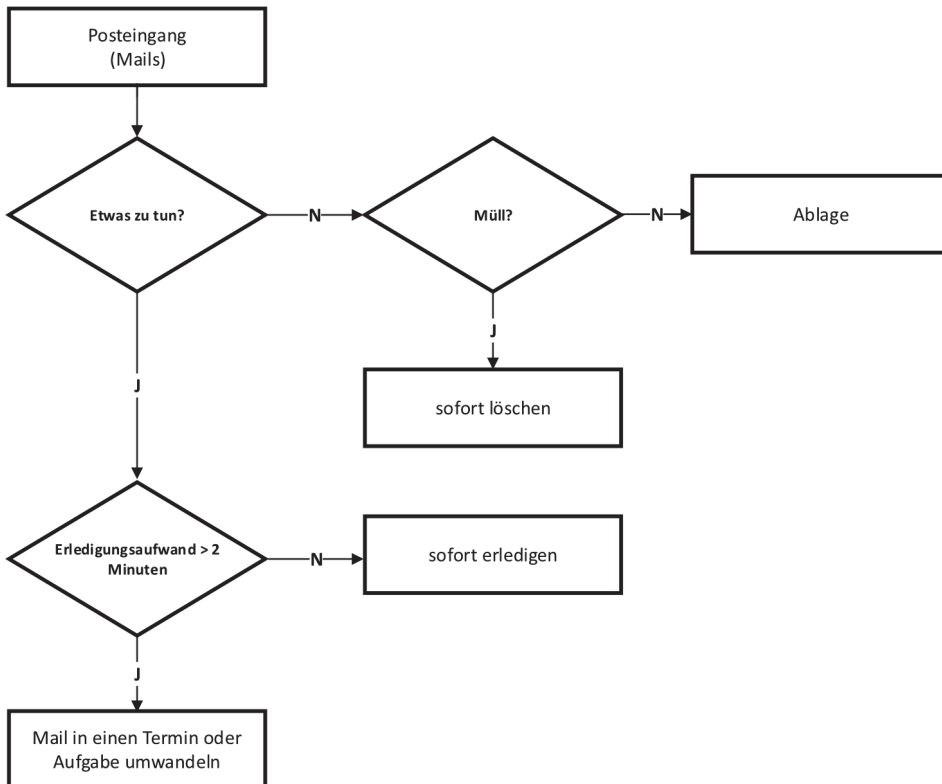 Posteingang
(Mails)
Etwas zu tun?
N
Müll?
N
Ablage
J
sofort löschen
J
Erledigungsaufwand > 2
Minuten
N
sofort erledigen
J
Mail in einen Termin oder
Aufgabe umwandeln